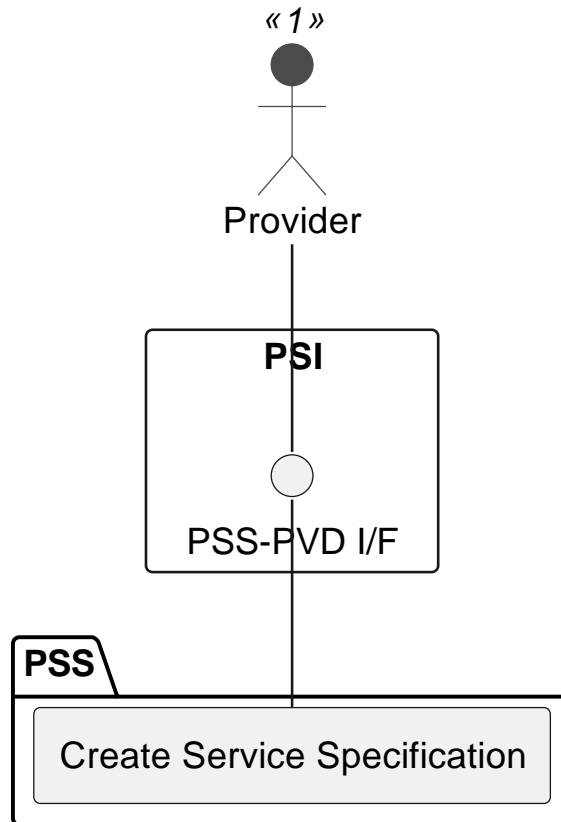 «1»
Provider
PSI
PSS-PVD I/F
PSS
Create Service Specification